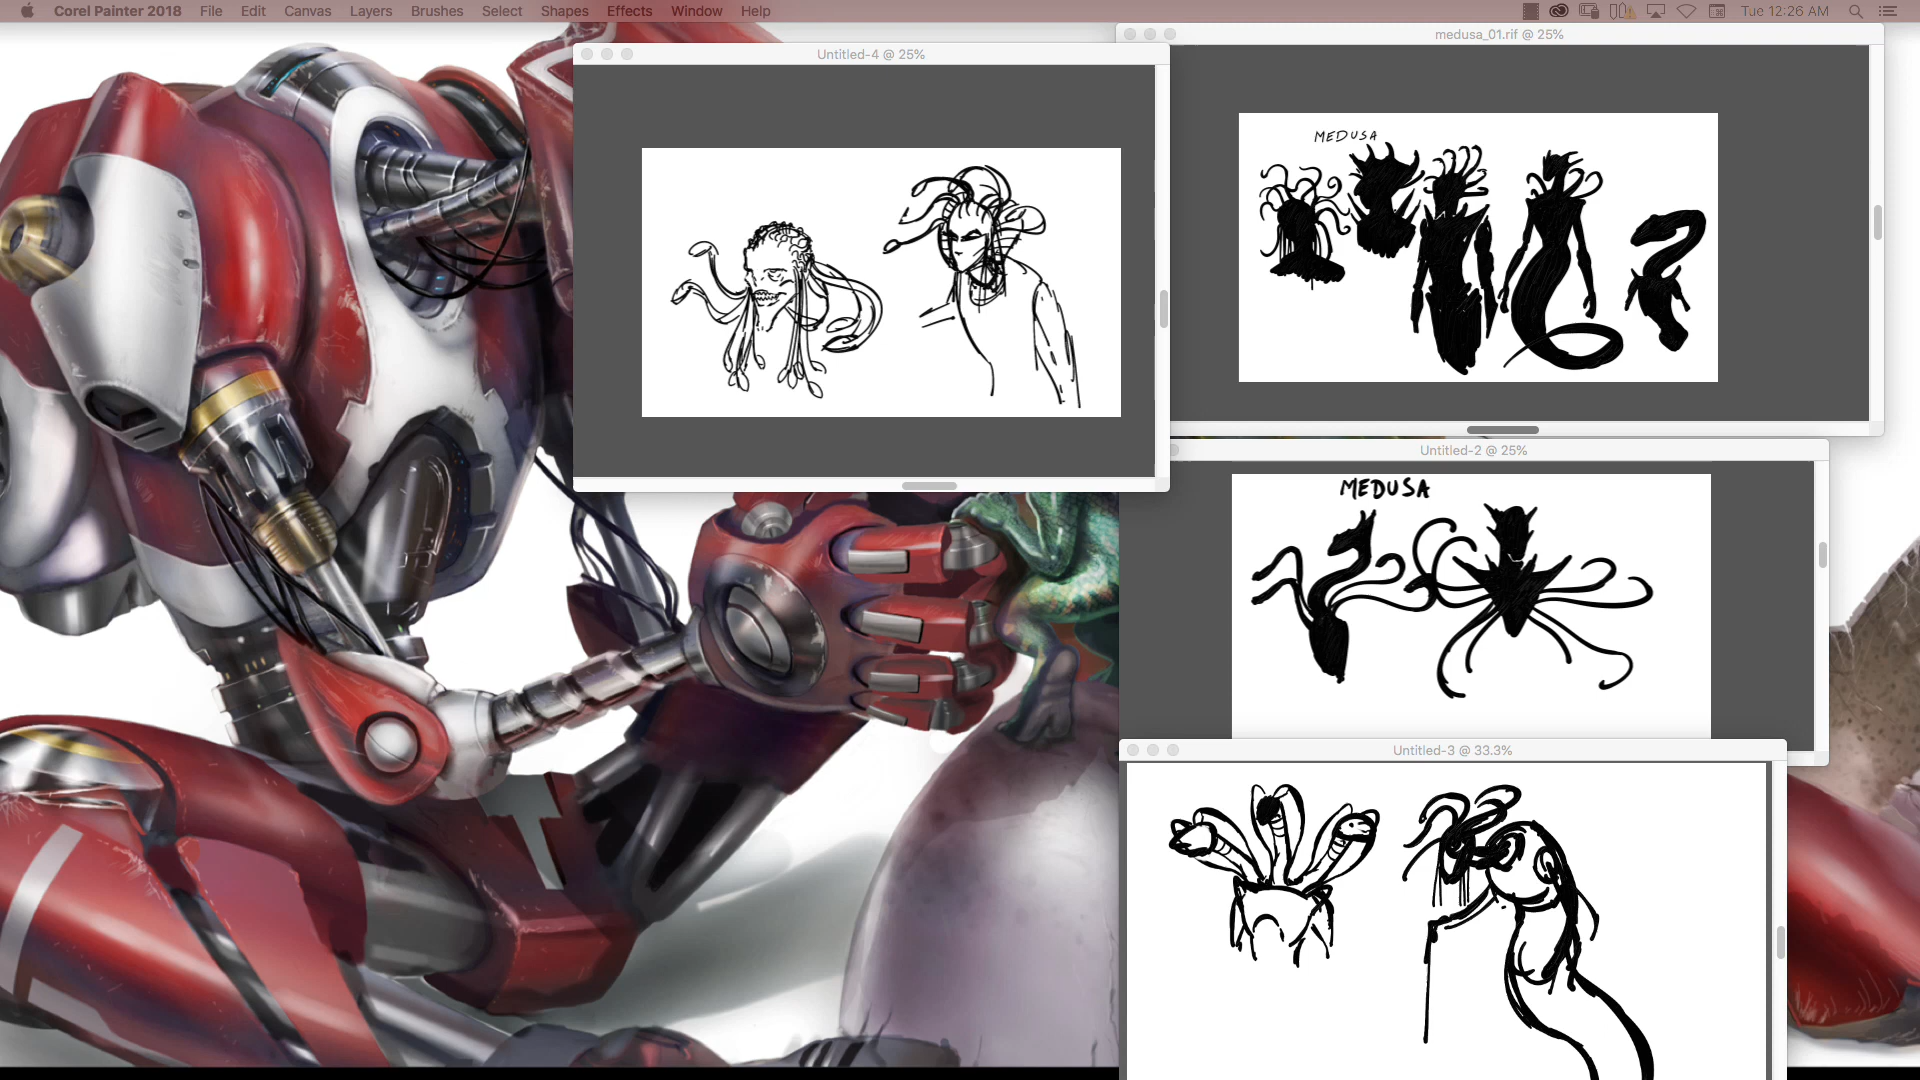 Corel Painter 2018 File Edit Canvas Layers Brushes Select Shapes Effects Window Help Tue 12:26 AM
medusa_01.rif @ 25%
Untitled-4 @ 25%
MEDUSA
Untitled-2 @ 25%
MEDUSA
Untitled-3 @ 33.3%